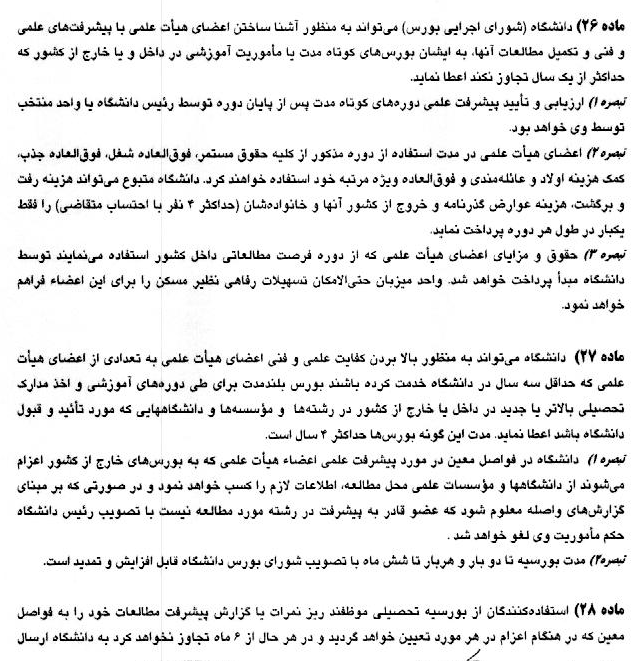 ماده ۲۶) دانشگاه (شورای اجرایی بورس) می‌تواند به منظور آشنا ساختن اعضای هیأت علمی با پیشرفت‌های علمی
و فنی و تکمیل مطالعات آنها، به ایشان بورس‌های کوتاه مدت یا مأموریت آموزشی در داخل و یا خارج از کشور که
حداکثر از یک سال تجاوز نکند اعطا نماید.
تبصره ۱) ارزیابی و تأیید پیشرفت علمی دوره‌های کوتاه مدت پس از پایان دوره توسط رئیس دانشگاه یا واحد منتخب
توسط وی خواهد بود.
تبصره ۲) اعضای هیأت علمی در مدت استفاده از دوره مذکور از کلیه حقوق مستمر، فوق‌العاده شغل، فوق‌العاده جذب،
کمک هزینه اولاد و عائله‌مندی و فوق‌العاده ویژه مرتبه خود استفاده خواهند کرد. دانشگاه متبوع می‌تواند هزینه رفت
و برگشت، هزینه عوارض گذرنامه و خروج از کشور آنها و خانواده‌شان (حداکثر ۴ نفر با احتساب متقاضی) را فقط
یکبار در طول هر دوره پرداخت نماید.
تبصره ۳) حقوق و مزایای اعضای هیأت علمی که از دوره فرصت مطالعاتی داخل کشور استفاده می‌نمایند توسط
دانشگاه مبدأ پرداخت خواهد شد. واحد میزبان حتی‌الامکان تسهیلات رفاهی نظیر مسکن را برای این اعضاء فراهم
خواهد نمود.
ماده ۲۷) دانشگاه می‌تواند به منظور بالا بردن کفایت علمی و فنی اعضای هیأت علمی به تعدادی از اعضای هیأت
علمی که حداقل سه سال در دانشگاه خدمت کرده باشند بورس بلندمدت برای طی دوره‌های آموزشی و اخذ مدارک
تحصیلی بالاتر یا جدید در داخل یا خارج از کشور در رشته‌ها و مؤسسه‌ها و دانشگاههایی که مورد تأئید و قبول
دانشگاه باشد اعطا نماید. مدت این گونه بورس‌ها حداکثر ۴ سال است.
تبصره ۱) دانشگاه در فواصل معین در مورد پیشرفت علمی اعضاء هیأت علمی که به بورس‌های خارج از کشور اعزام
می‌شوند از دانشگاهها و مؤسسات علمی محل مطالعه، اطلاعات لازم را کسب خواهد نمود و در صورتی که بر مبنای
گزارش‌های واصله معلوم شود که عضو قادر به پیشرفت در رشته مورد مطالعه نیست با تصویب رئیس دانشگاه
حکم مأموریت وی لغو خواهد شد .
تبصره ۲) مدت بورسیه تا دو بار و هربار تا شش ماه با تصویب شورای بورس دانشگاه قابل افزایش و تمدید است.
ماده ۲۸) استفاده‌کنندگان از بورسیه تحصیلی موظفند ریز نمرات یا گزارش پیشرفت مطالعات خود را به فواصل
معین که در هنگام اعزام در هر مورد تعیین خواهد گردید و در هر حال از ۶ ماه تجاوز نخواهد کرد به دانشگاه ارسال